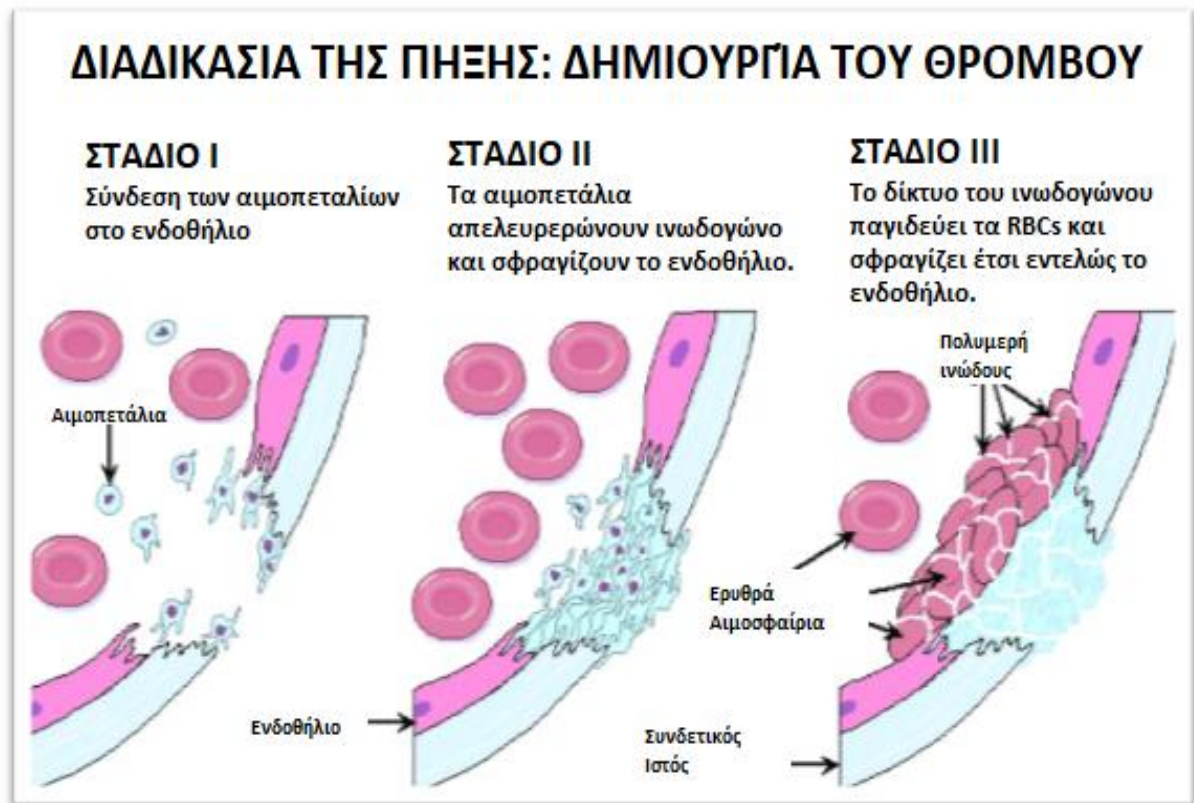 ΔΙΑΔΙΚΑΣΙΑ ΤΗΣ ΠΗΞΗΣ: ΔΗΜΙΟΥΡΓΊΑ ΤΟΥ ΘΡΟΜΒΟΥ
ΣΤΑΔΙΟ Ι
Σύνδεση των αιμοπεταλίων
στο ενδοθήλιο
ΣΤΑΔΙΟ ΙΙ
Τα αιμοπετάλια
απελευρερώνουν ινωδογώνο
και σφραγίζουν το ενδοθήλιο.
ΣΤΑΔΙΟ ΙΙΙ
Το δίκτυο του ινωδογώνου
παγιδεύει τα RBCs και
σφραγίζει έτσι εντελώς το
ενδοθήλιο.
Αιμοπετάλια
Πολυμερή
ινώδους
Ερυθρά
Αιμοσφαίρια
Ενδοθήλιο
Συνδετικός
Ιστός